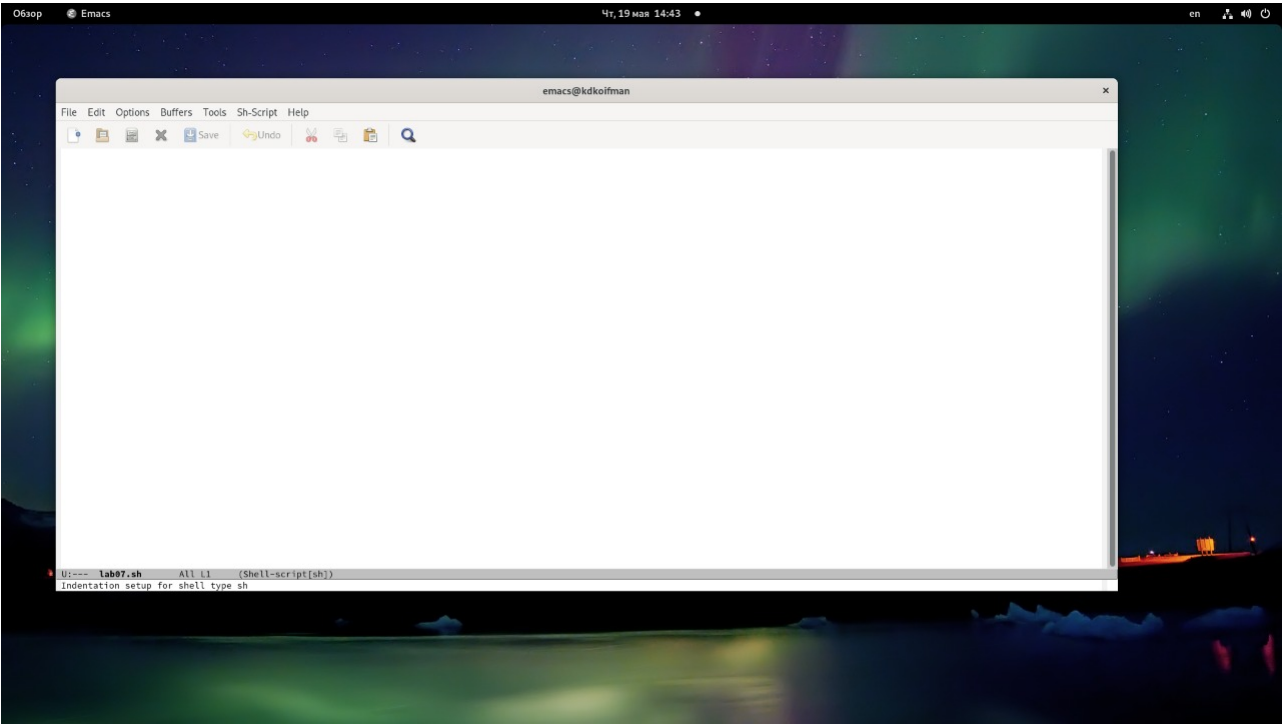 Обзор Emacs Чт, 19 мая 14:43 en
emacs@kdkoifman ×
File Edit Options Buffers Tools Sh-Script Help
Save Undo
U:--- lab07.sh All L1 (Shell-script[sh])
Indentation setup for shell type sh